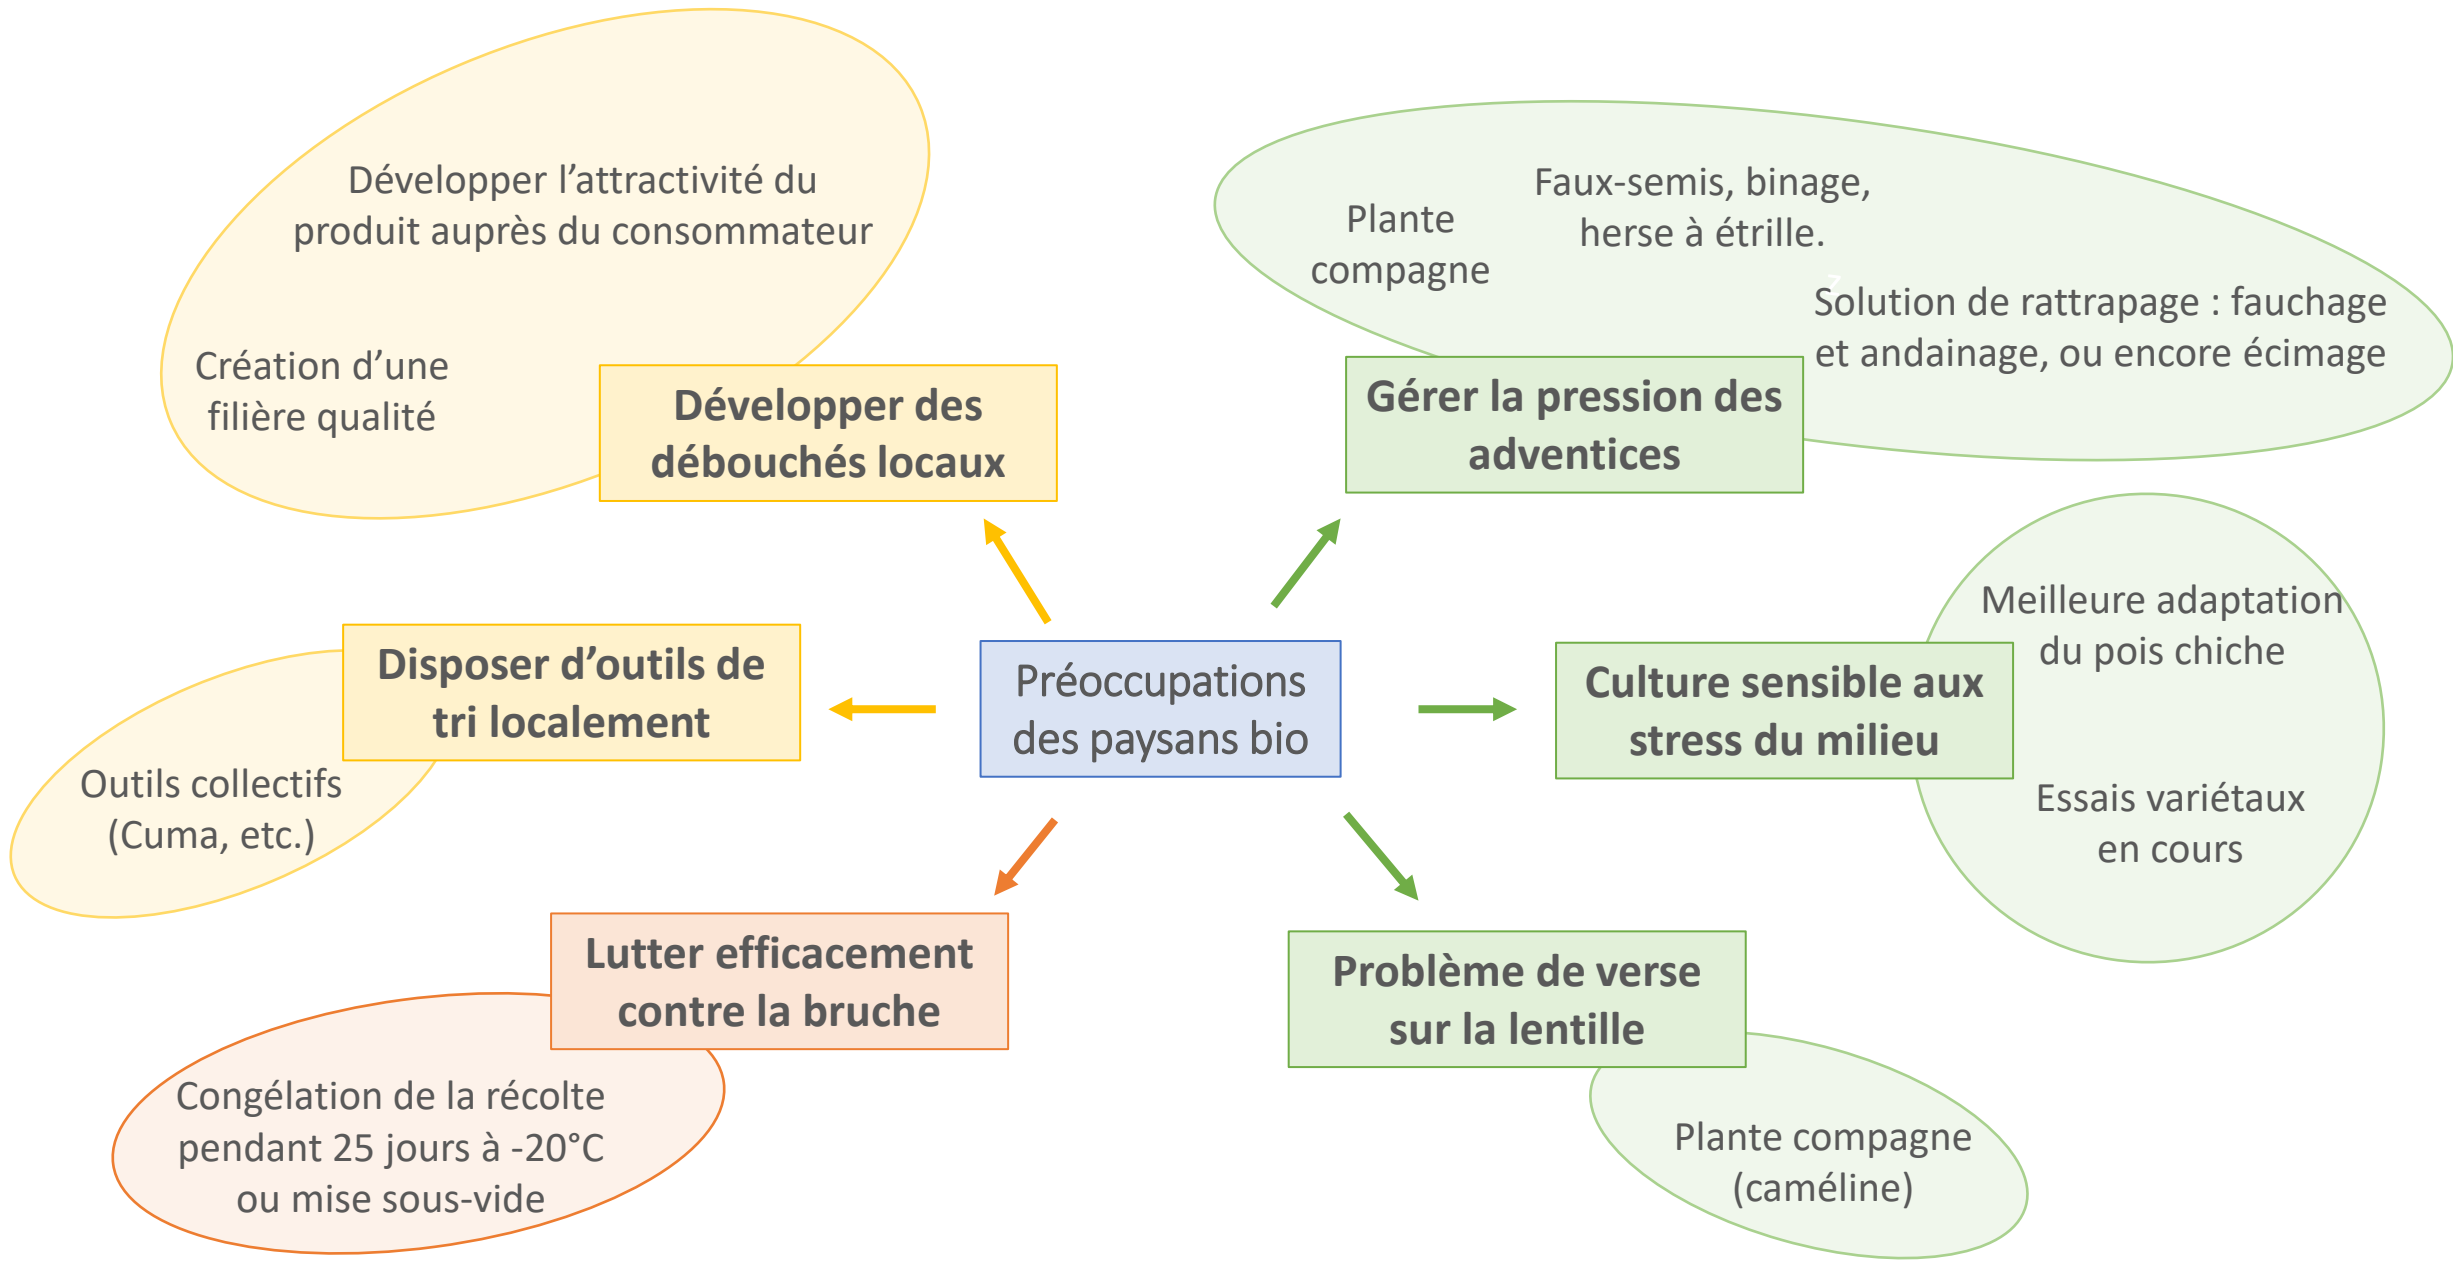 Développer l’attractivité du
produit auprès du consommateur
Création d’une
filière qualité
Développer des
débouchés locaux
Plante
compagne
Faux-semis, binage,
herse à étrille.
z
Solution de rattrapage : fauchage
et andainage, ou encore écimage
Gérer la pression des
adventices
Disposer d’outils de
tri localement
Outils collectifs
(Cuma, etc.)
Préoccupations
des paysans bio
Meilleure adaptation
du pois chiche
Culture sensible aux
stress du milieu
Essais variétaux
en cours
Lutter efficacement
contre la bruche
Congélation de la récolte
pendant 25 jours à -20°C
ou mise sous-vide
Problème de verse
sur la lentille
Plante compagne
(caméline)